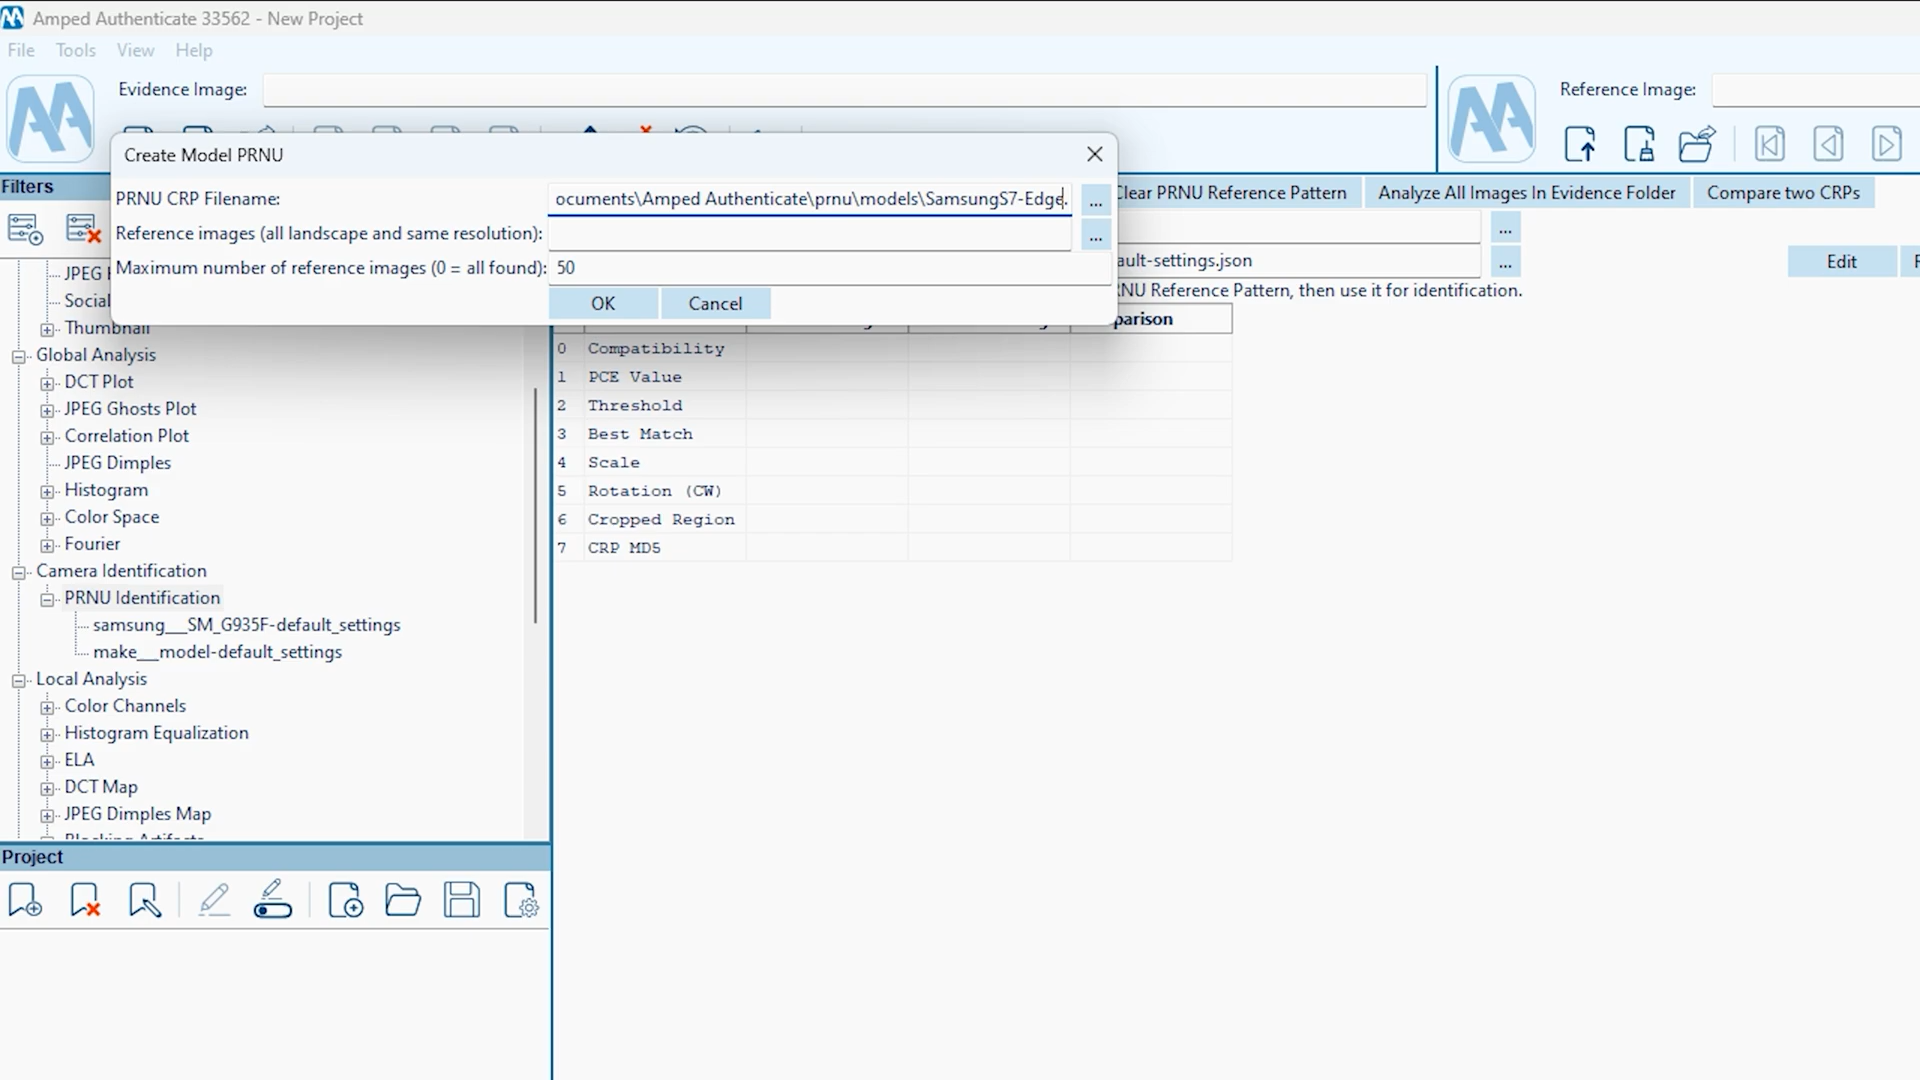 Amped Authenticate 33562 - New Project
File Tools View Help
Evidence Image:
Reference Image:
Create Model PRNU
PRNU CRP Filename: ocuments\Amped Authenticate\prnu\models\SamsungS7-Edge. ...
Reference images (all landscape and same resolution): ...
Maximum number of reference images (0 = all found): 50
OK Cancel
Clear PRNU Reference Pattern Analyze All Images In Evidence Folder Compare two CRPs
...
ault-settings.json ... Edit
NU Reference Pattern, then use it for identification.
parison
0 Compatibility
1 PCE Value
2 Threshold
3 Best Match
4 Scale
5 Rotation (CW)
6 Cropped Region
7 CRP MD5
Filters
JPEG
Social
Thumbnail
Global Analysis
DCT Plot
JPEG Ghosts Plot
Correlation Plot
JPEG Dimples
Histogram
Color Space
Fourier
Camera Identification
PRNU Identification
samsung__SM_G935F-default_settings
make__model-default_settings
Local Analysis
Color Channels
Histogram Equalization
ELA
DCT Map
JPEG Dimples Map
Blocking Artifacts
Project